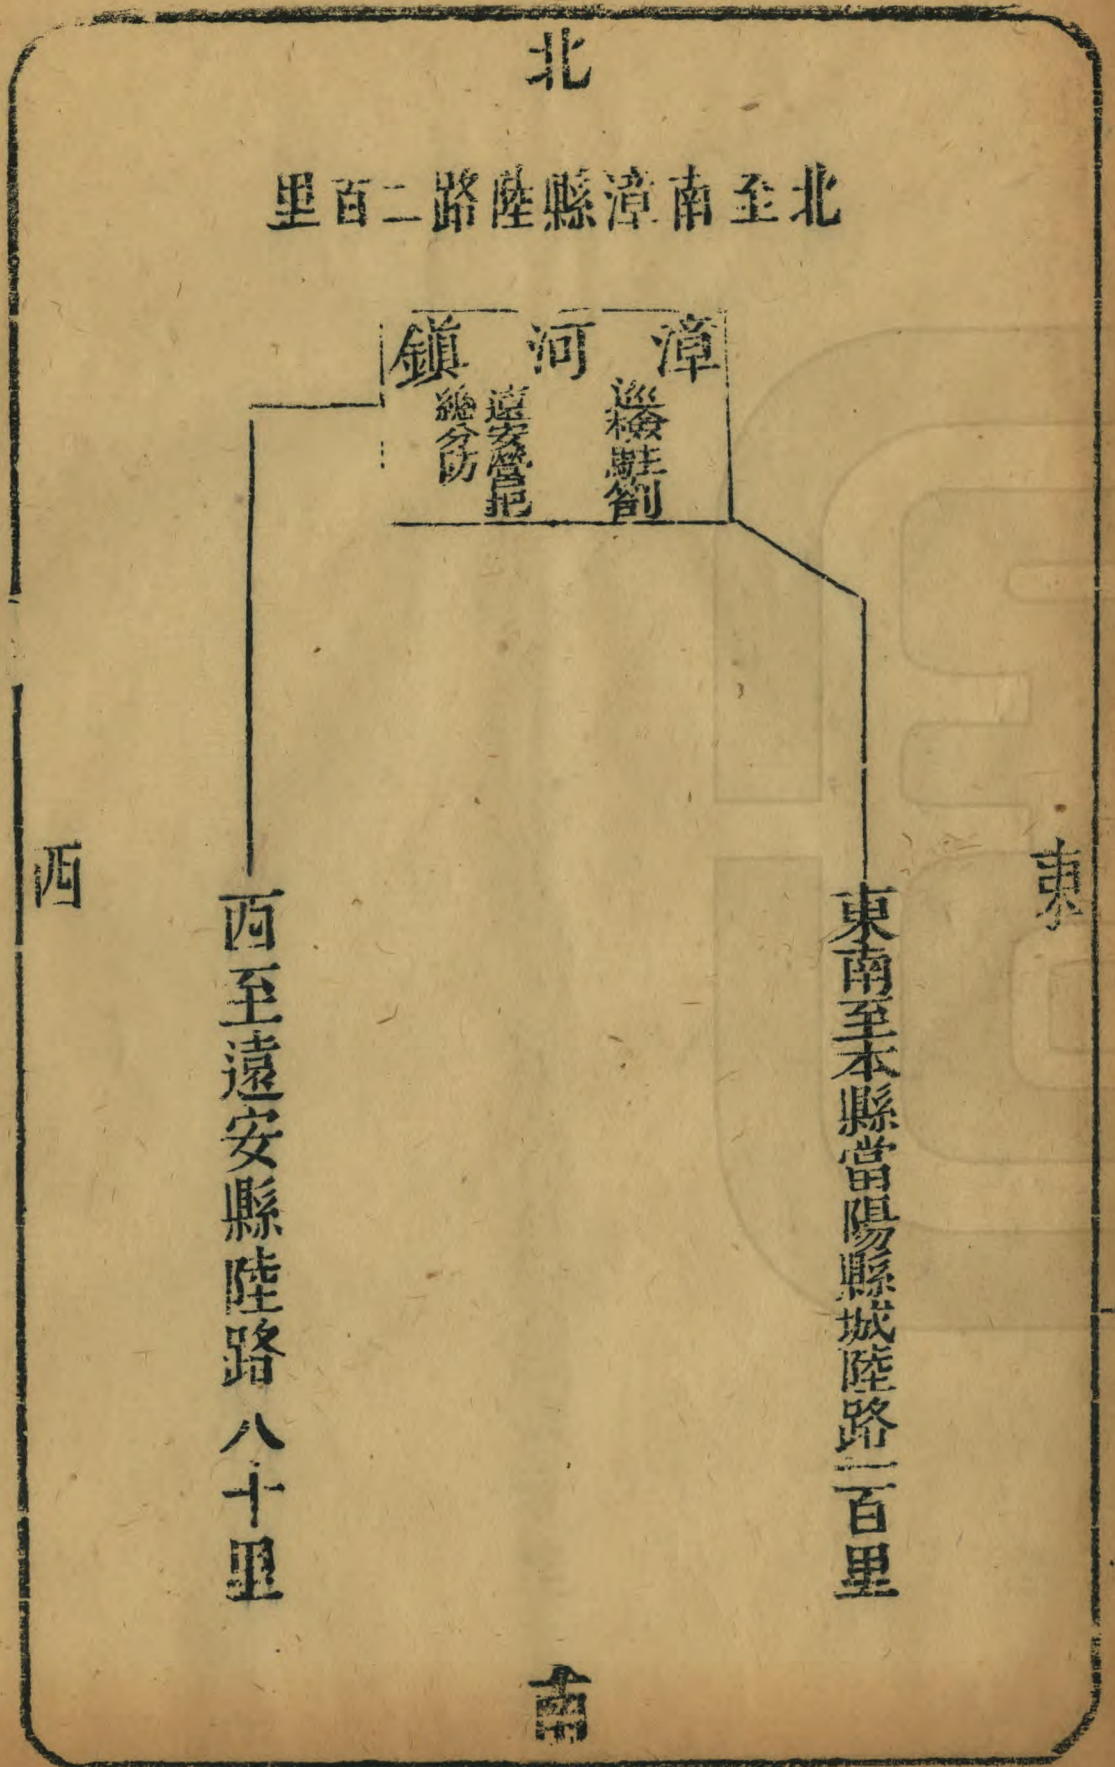 北
北至南漳縣陸路二百里
漳河鎮
巡檢駐劄
遠安營把
總分防
東
東南至本縣當陽縣城陸路一百里
西至遠安縣陸路八十里
西
南